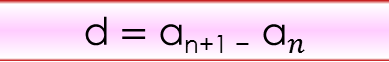 d = aₙ₊₁ – aₙ